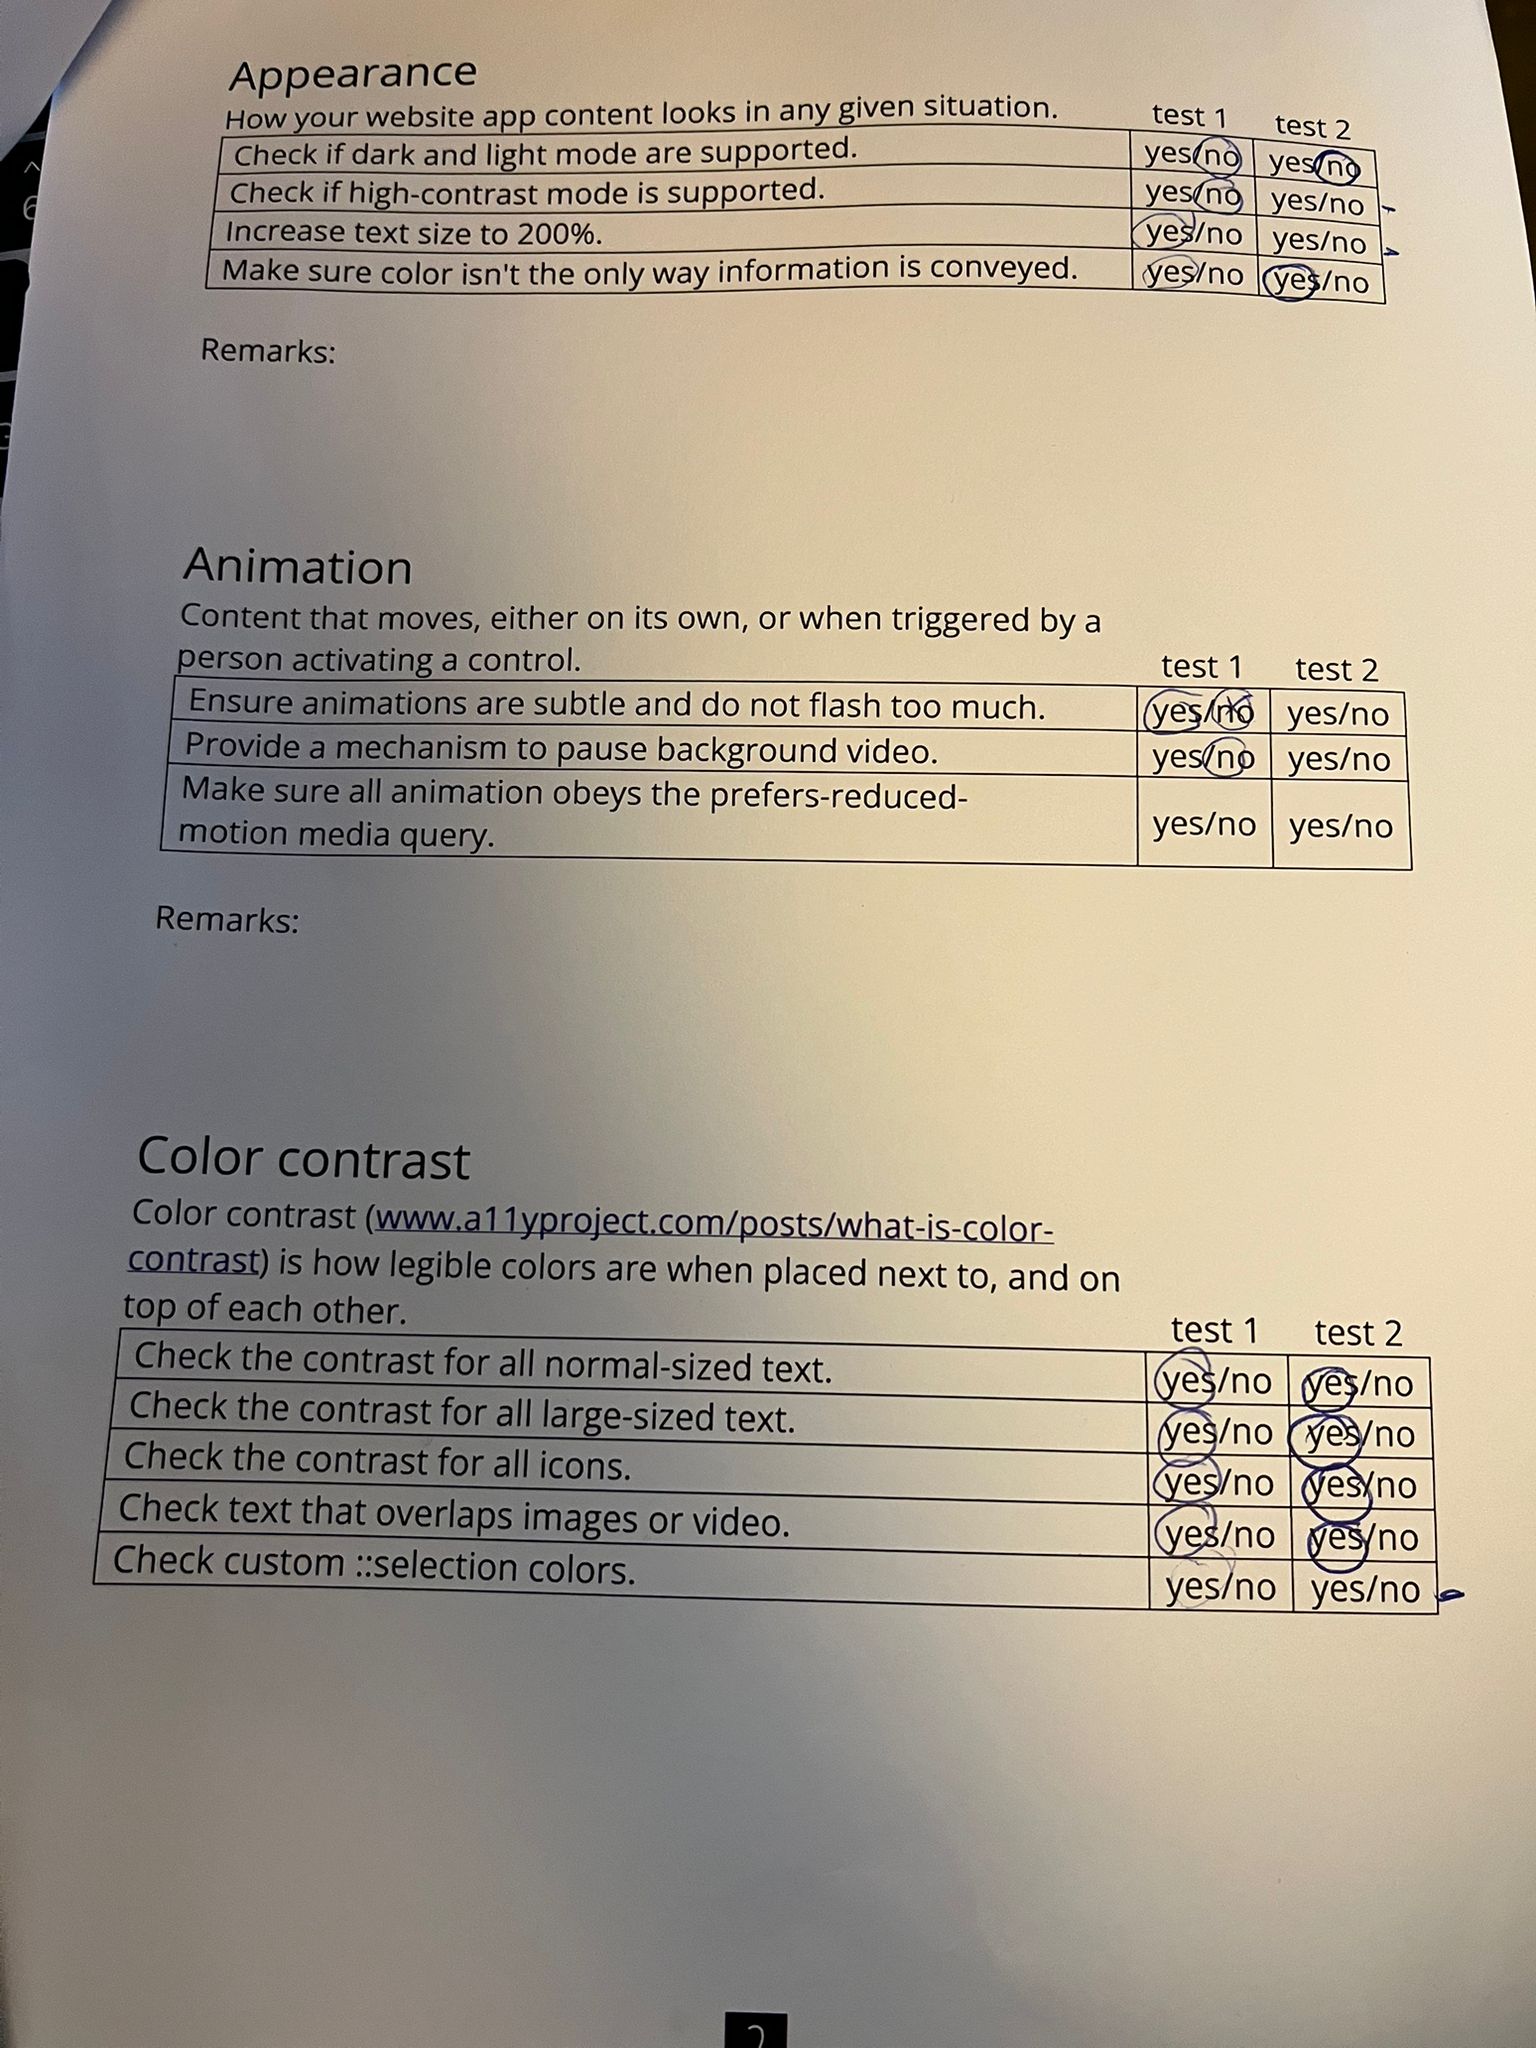 Appearance
How your website app content looks in any given situation. test 1 test 2
Check if dark and light mode are supported. yes/no yes/no
Check if high-contrast mode is supported. yes/no yes/no -
Increase text size to 200%. yes/no yes/no -
Make sure color isn't the only way information is conveyed. yes/no yes/no
Remarks:
Animation
Content that moves, either on its own, or when triggered by a
person activating a control. test 1 test 2
Ensure animations are subtle and do not flash too much. yes/no yes/no
Provide a mechanism to pause background video. yes/no yes/no
Make sure all animation obeys the prefers-reduced-
motion media query. yes/no yes/no
Remarks:
Color contrast
Color contrast (www.a11yproject.com/posts/what-is-color-
contrast) is how legible colors are when placed next to, and on
top of each other. test 1 test 2
Check the contrast for all normal-sized text. yes/no yes/no
Check the contrast for all large-sized text. yes/no yes/no
Check the contrast for all icons. yes/no yes/no
Check text that overlaps images or video. yes/no yes/no
Check custom ::selection colors. yes/no yes/no -
2